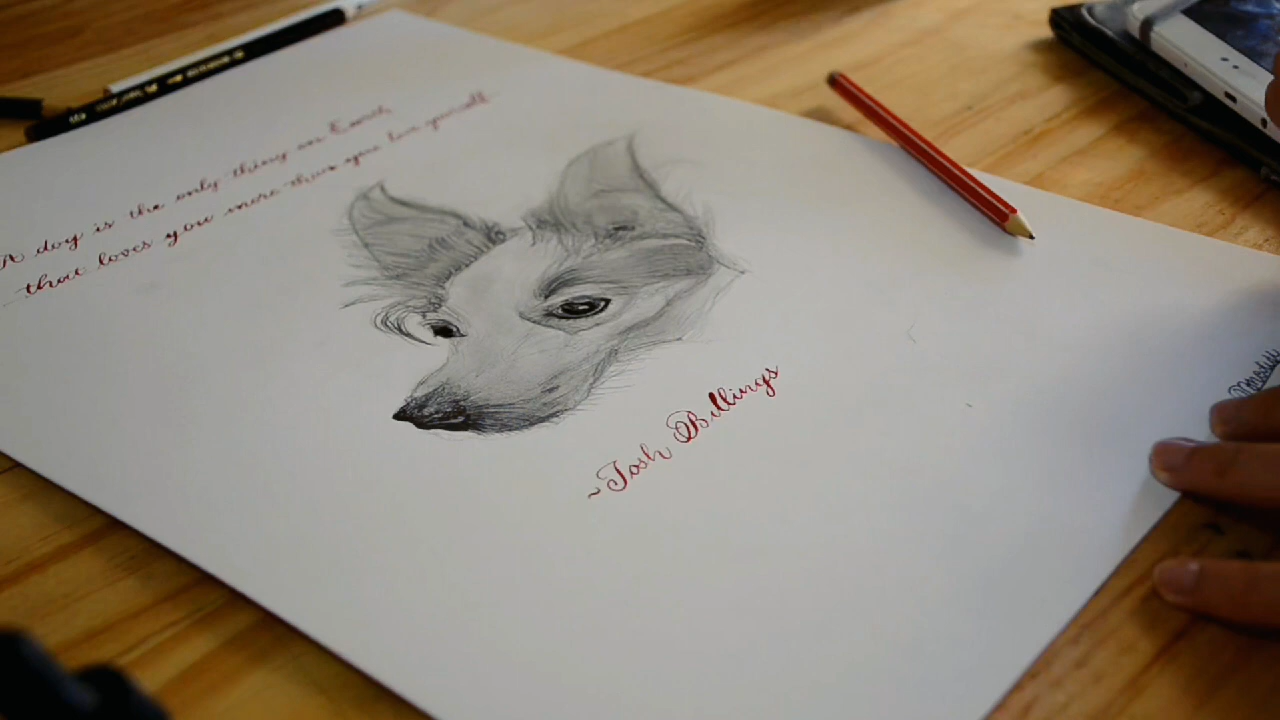 A dog is the only thing on Earth
that loves you more than you love yourself
~Josh Billings